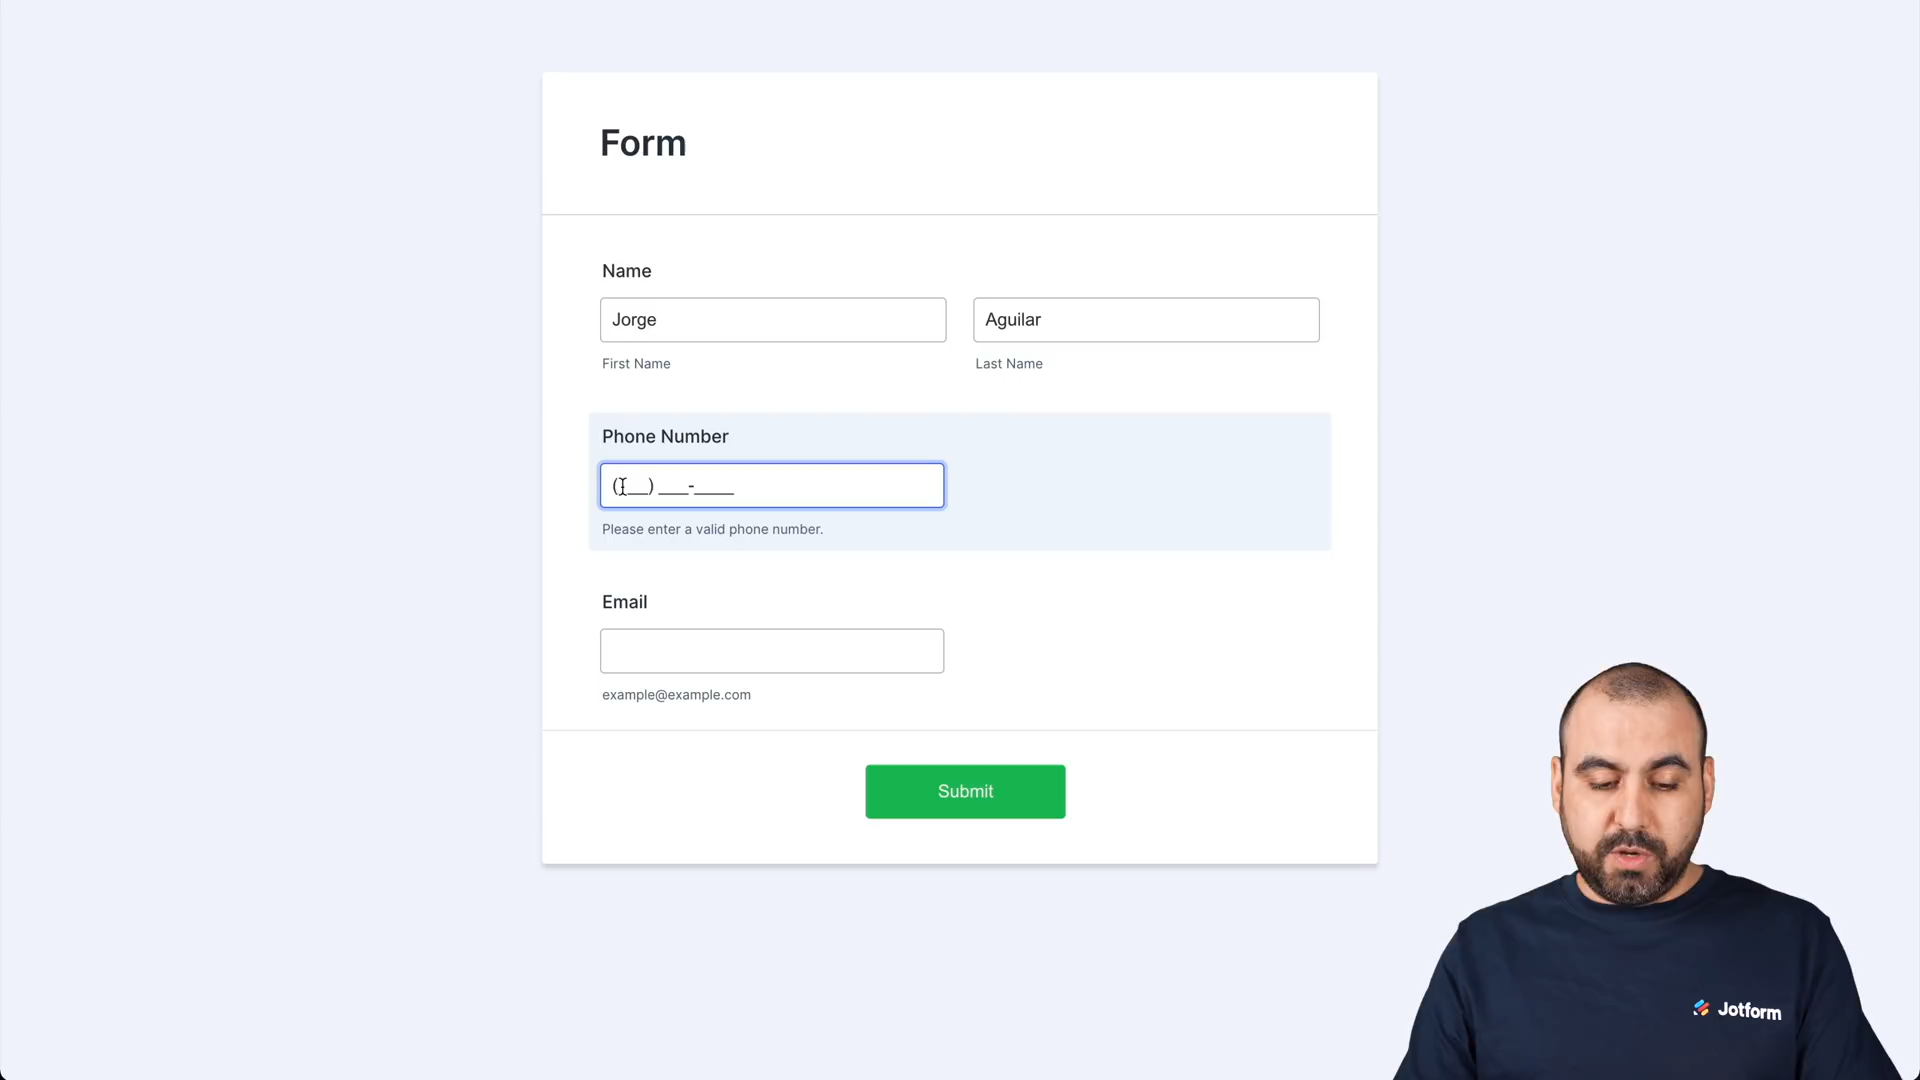 Form
Name
Jorge Aguilar
First Name Last Name
Phone Number
(___) ___-____
Please enter a valid phone number.
Email
example@example.com
Submit
Jotform